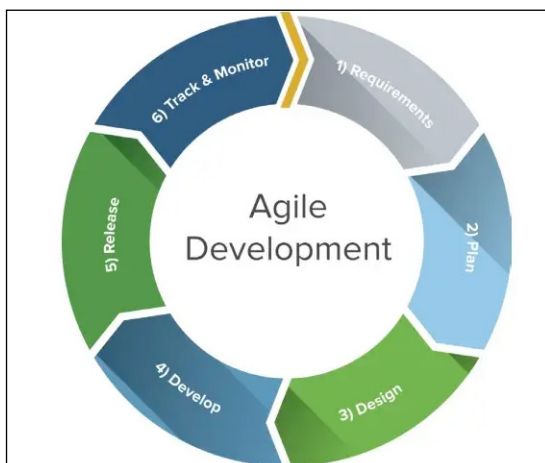 Agile
Development
1) Requirements
2) Plan
3) Design
4) Develop
5) Release
6) Track & Monitor